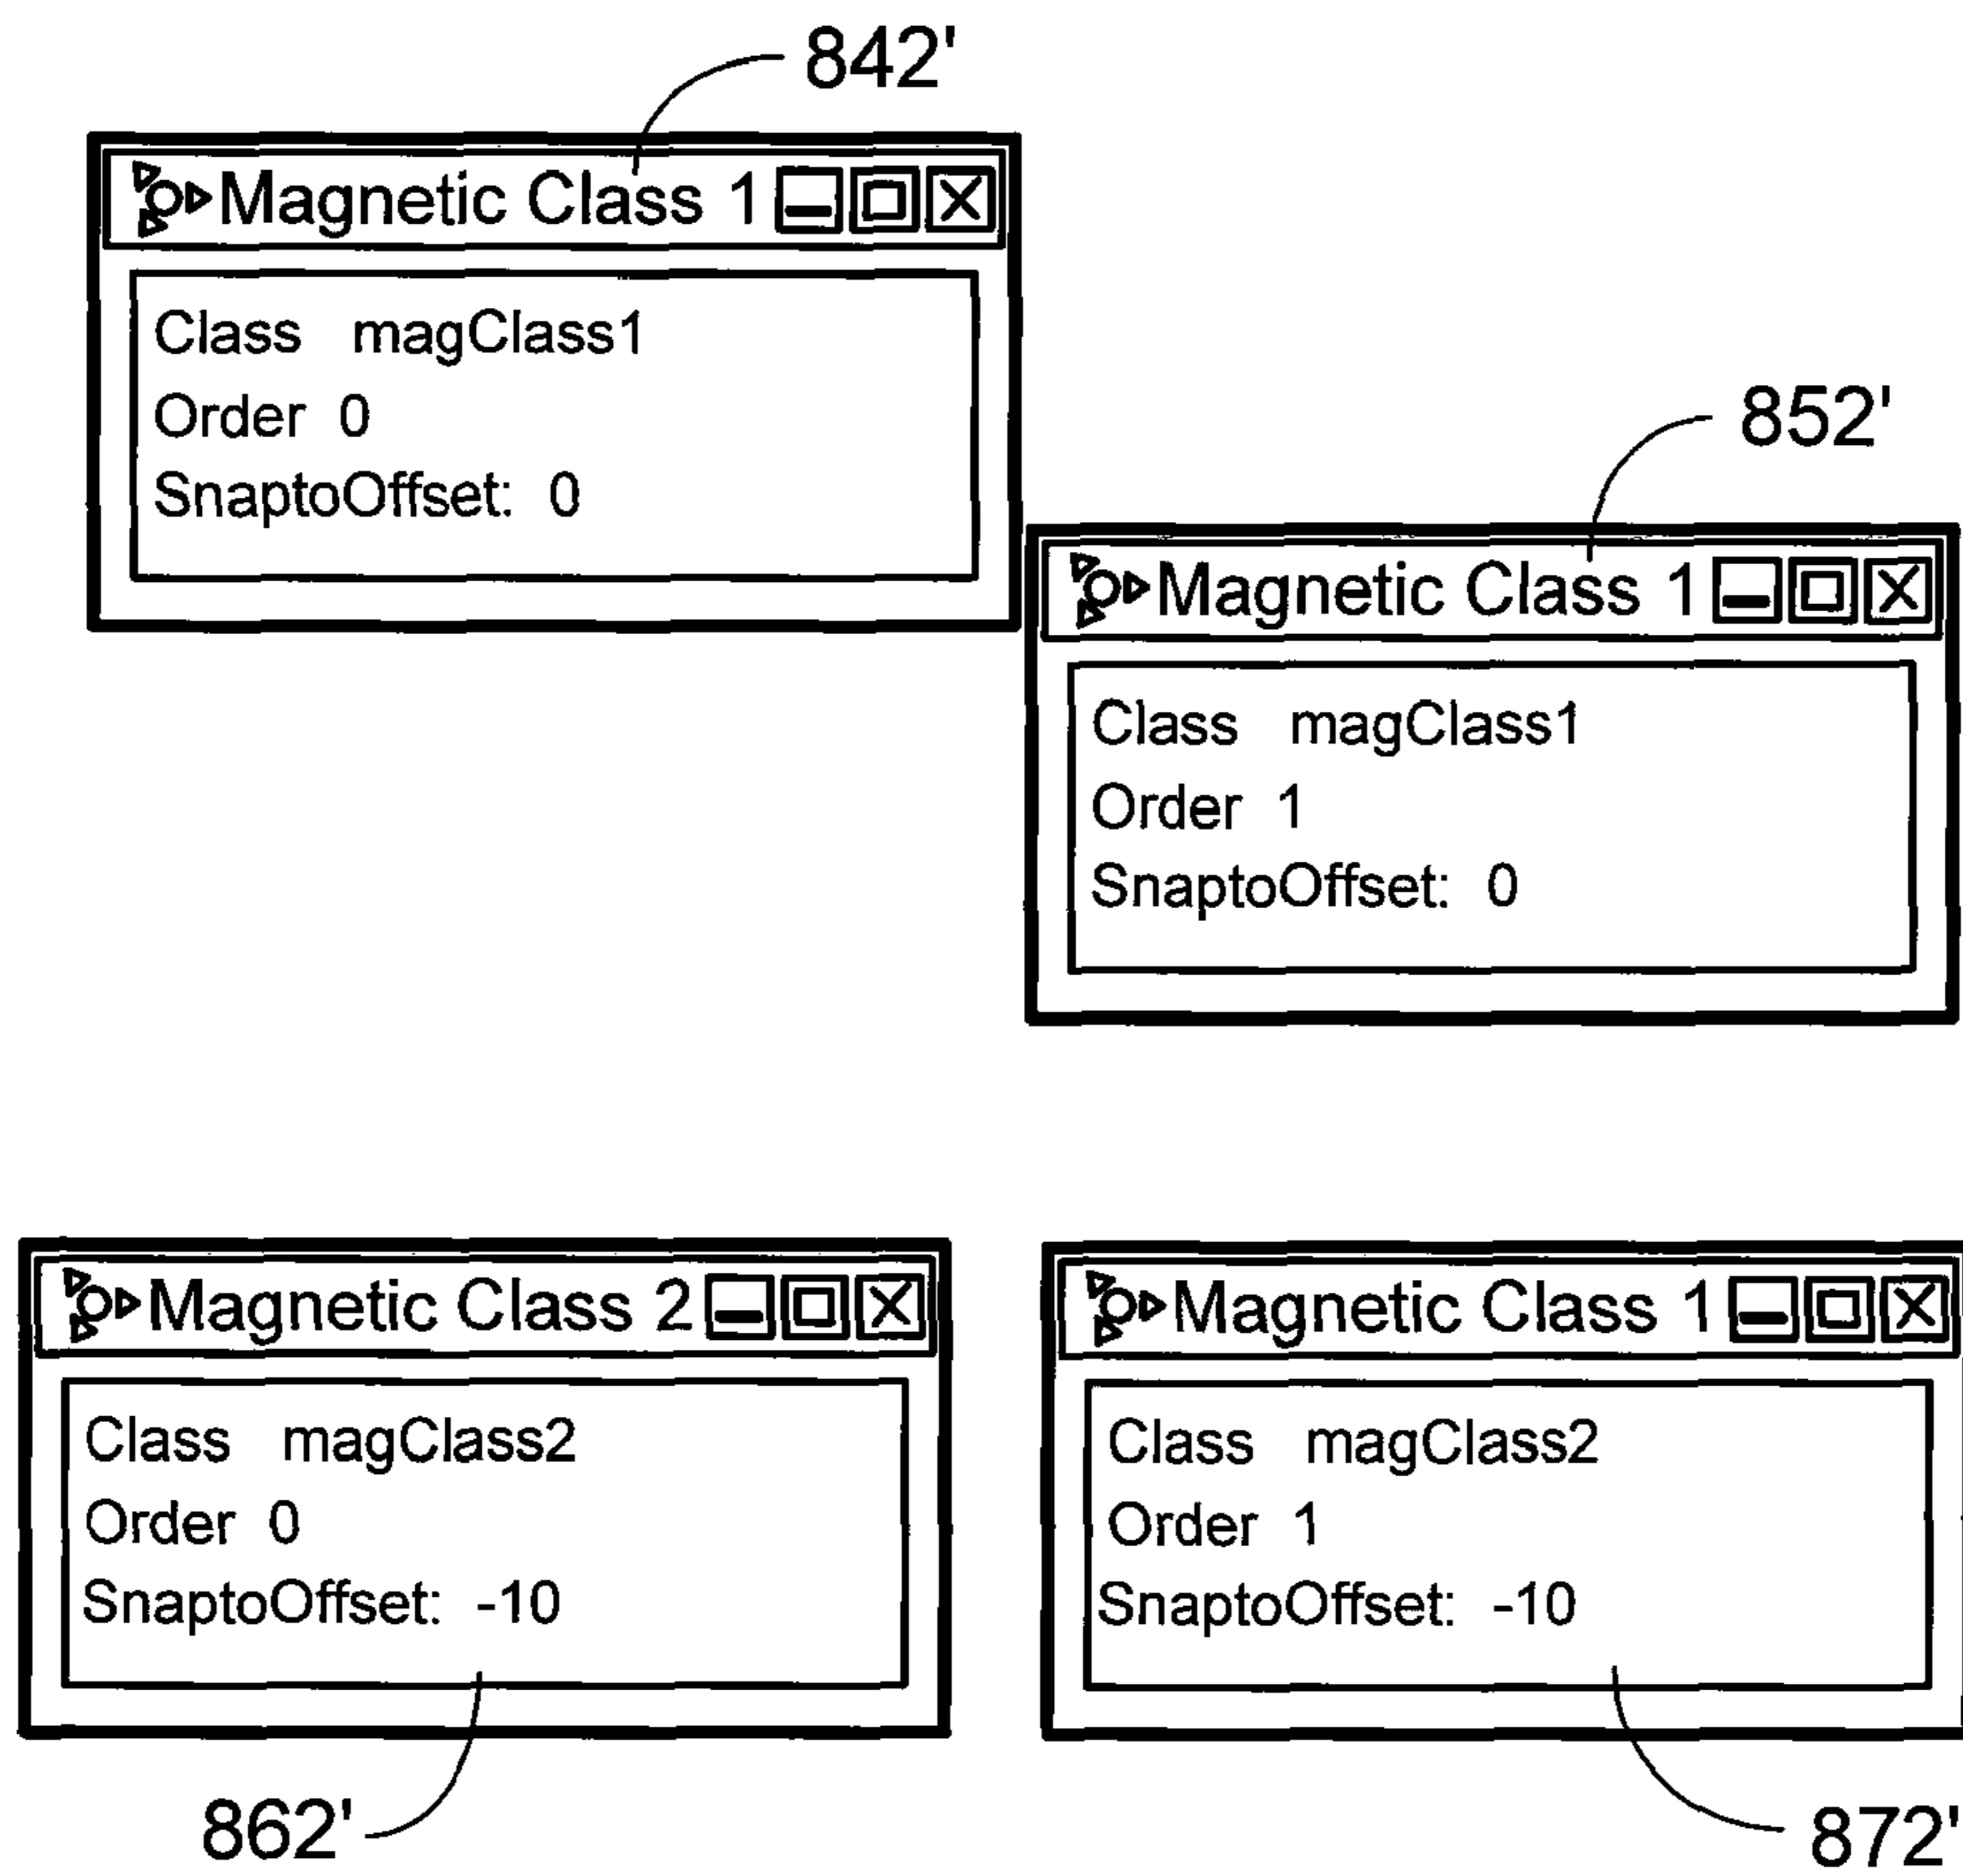 842'
Magnetic Class 1
Class magClass1
Order 0
SnaptoOffset: 0
852'
Magnetic Class 1
Class magClass1
Order 1
SnaptoOffset: 0
Magnetic Class 2
Class magClass2
Order 0
SnaptoOffset: -10
862'
Magnetic Class 1
Class magClass2
Order 1
SnaptoOffset: -10
872'